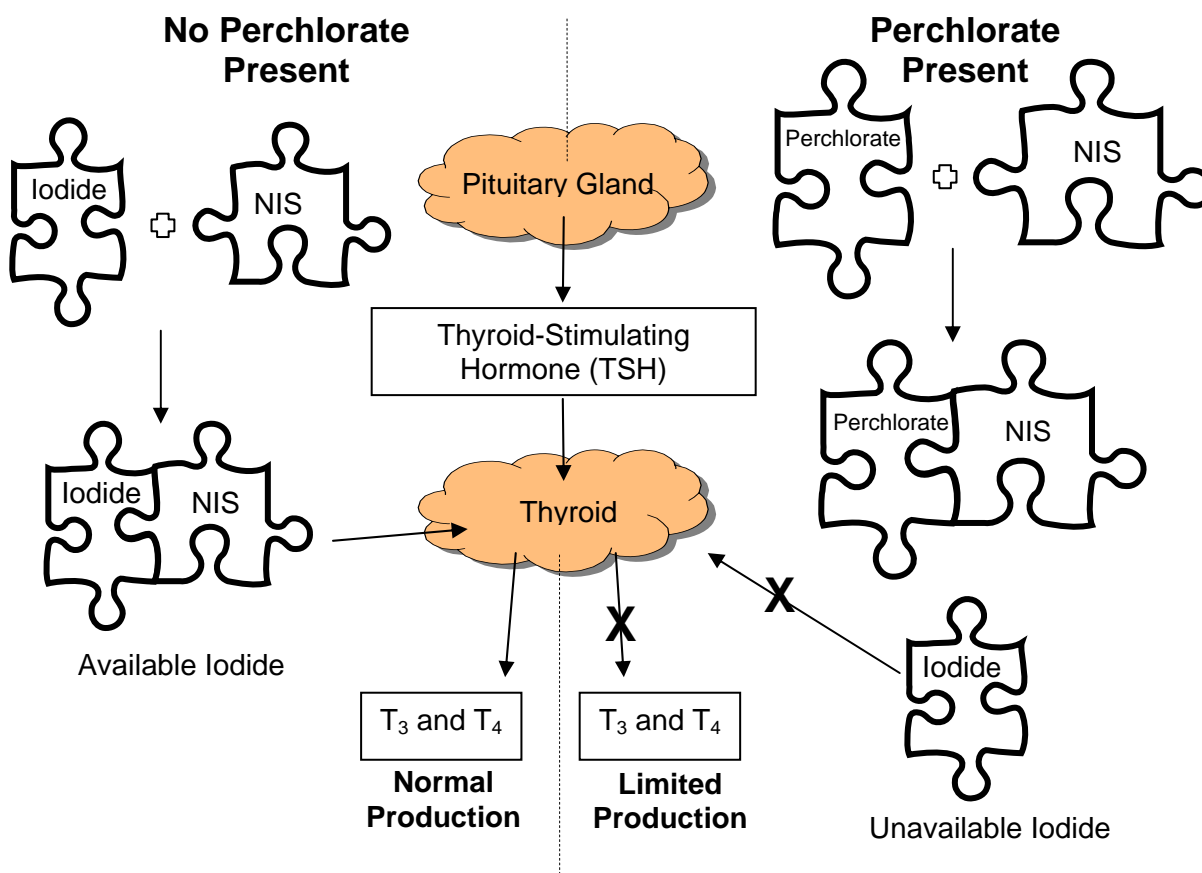 No Perchlorate
Present
Iodide
NIS
Iodide
NIS
Available Iodide
Pituitary Gland
Thyroid-Stimulating
Hormone (TSH)
Thyroid
X
T₃ and T₄
Normal
Production
T₃ and T₄
Limited
Production
Perchlorate
Present
Perchlorate
NIS
Perchlorate
NIS
X
Iodide
Unavailable Iodide